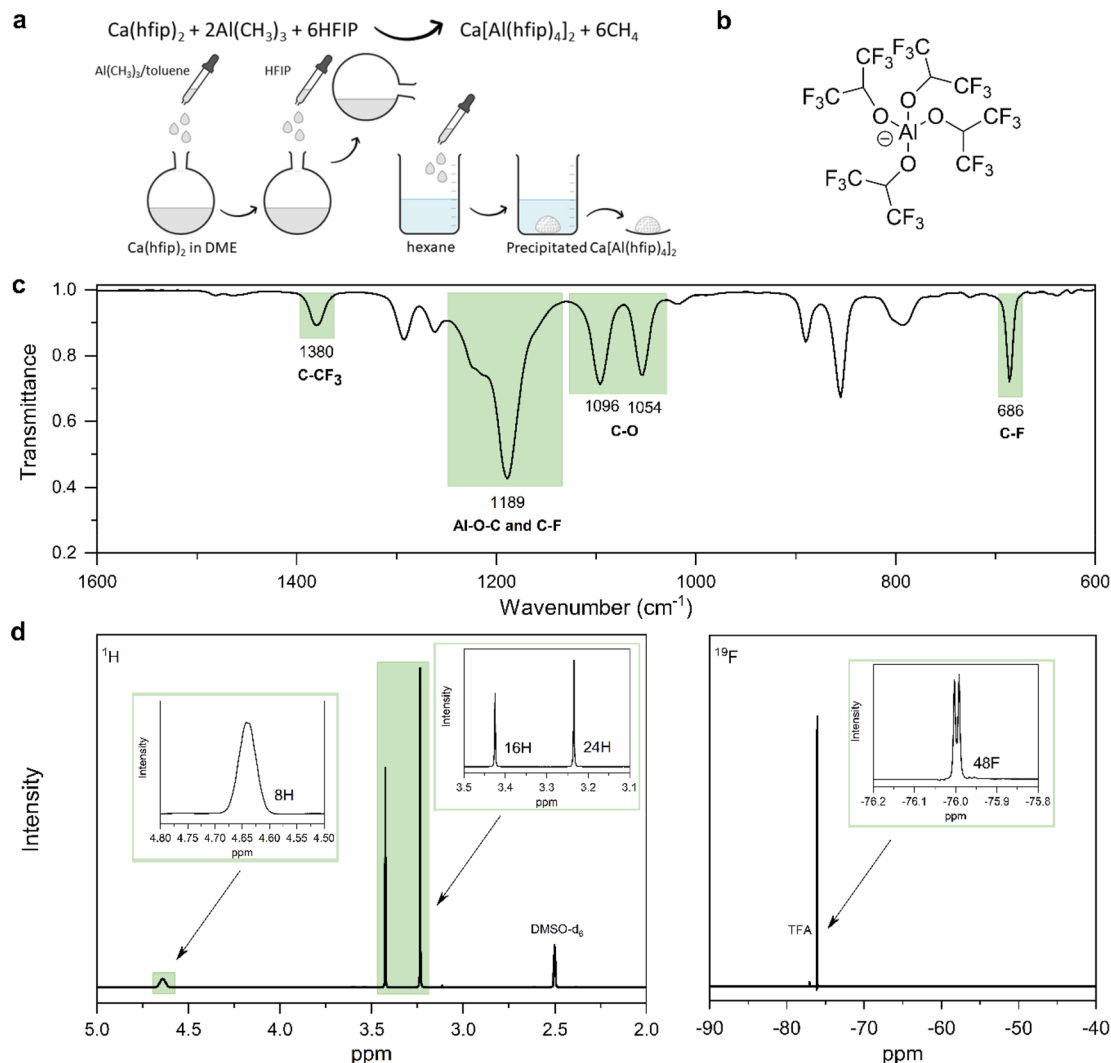 a
Ca(hfip)₂ + 2Al(CH₃)₃ + 6HFIP
Ca[Al(hfip)₄]₂ + 6CH₄
Al(CH₃)₃/toluene
HFIP
Ca(hfip)₂ in DME
hexane
Precipitated Ca[Al(hfip)₄]₂
b
CF₃
CF₃
F₃C
CF₃
O
O
CF₃
O
Al
O
⊖
CF₃
F₃C
CF₃
c
1.0
0.8
0.6
0.4
0.2
Transmittance
1380
C-CF₃
1189
Al-O-C and C-F
1096
1054
C-O
686
C-F
1600
1400
1200
1000
800
600
Wavenumber (cm⁻¹)
d
¹H
Intensity
8H
4.80 4.75 4.70 4.65 4.60 4.55 4.50
ppm
Intensity
16H
24H
3.5 3.4 3.3 3.2 3.1
ppm
DMSO-d₆
Intensity
5.0 4.5 4.0 3.5 3.0 2.5 2.0
ppm
¹⁹F
Intensity
48F
-76.2 -76.1 -76.0 -75.9 -75.8
ppm
TFA
-90 -80 -70 -60 -50 -40
ppm